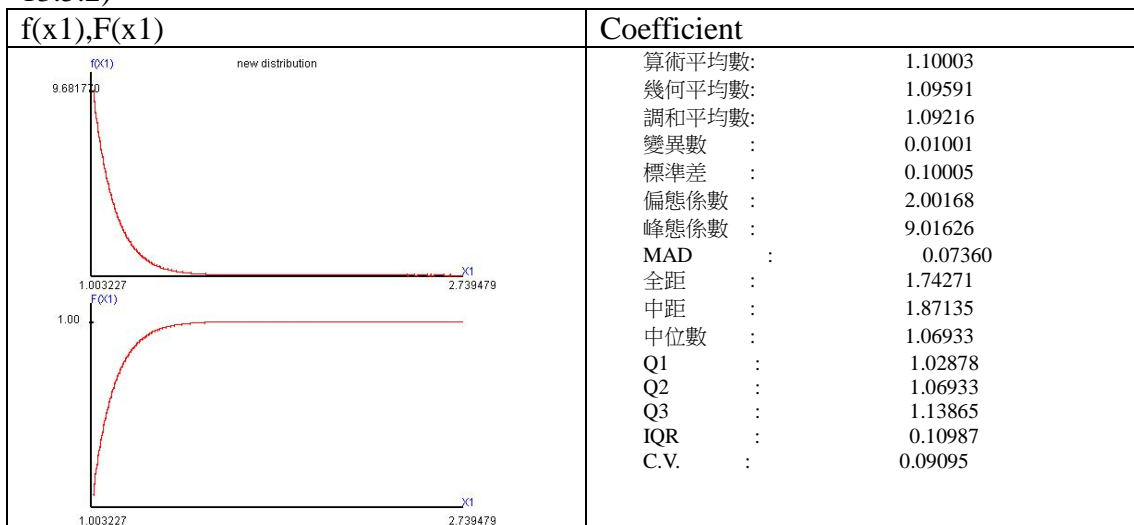 f(x1),F(x1)
Coefficient
f(X1)
new distribution
9.681770
X1
1.003227
2.739479
F(X1)
1.00
X1
1.003227
2.739479
算術平均數: 1.10003
幾何平均數: 1.09591
調和平均數: 1.09216
變異數 : 0.01001
標準差 : 0.10005
偏態係數 : 2.00168
峰態係數 : 9.01626
MAD : 0.07360
全距 : 1.74271
中距 : 1.87135
中位數 : 1.06933
Q1 : 1.02878
Q2 : 1.06933
Q3 : 1.13865
IQR : 0.10987
C.V. : 0.09095